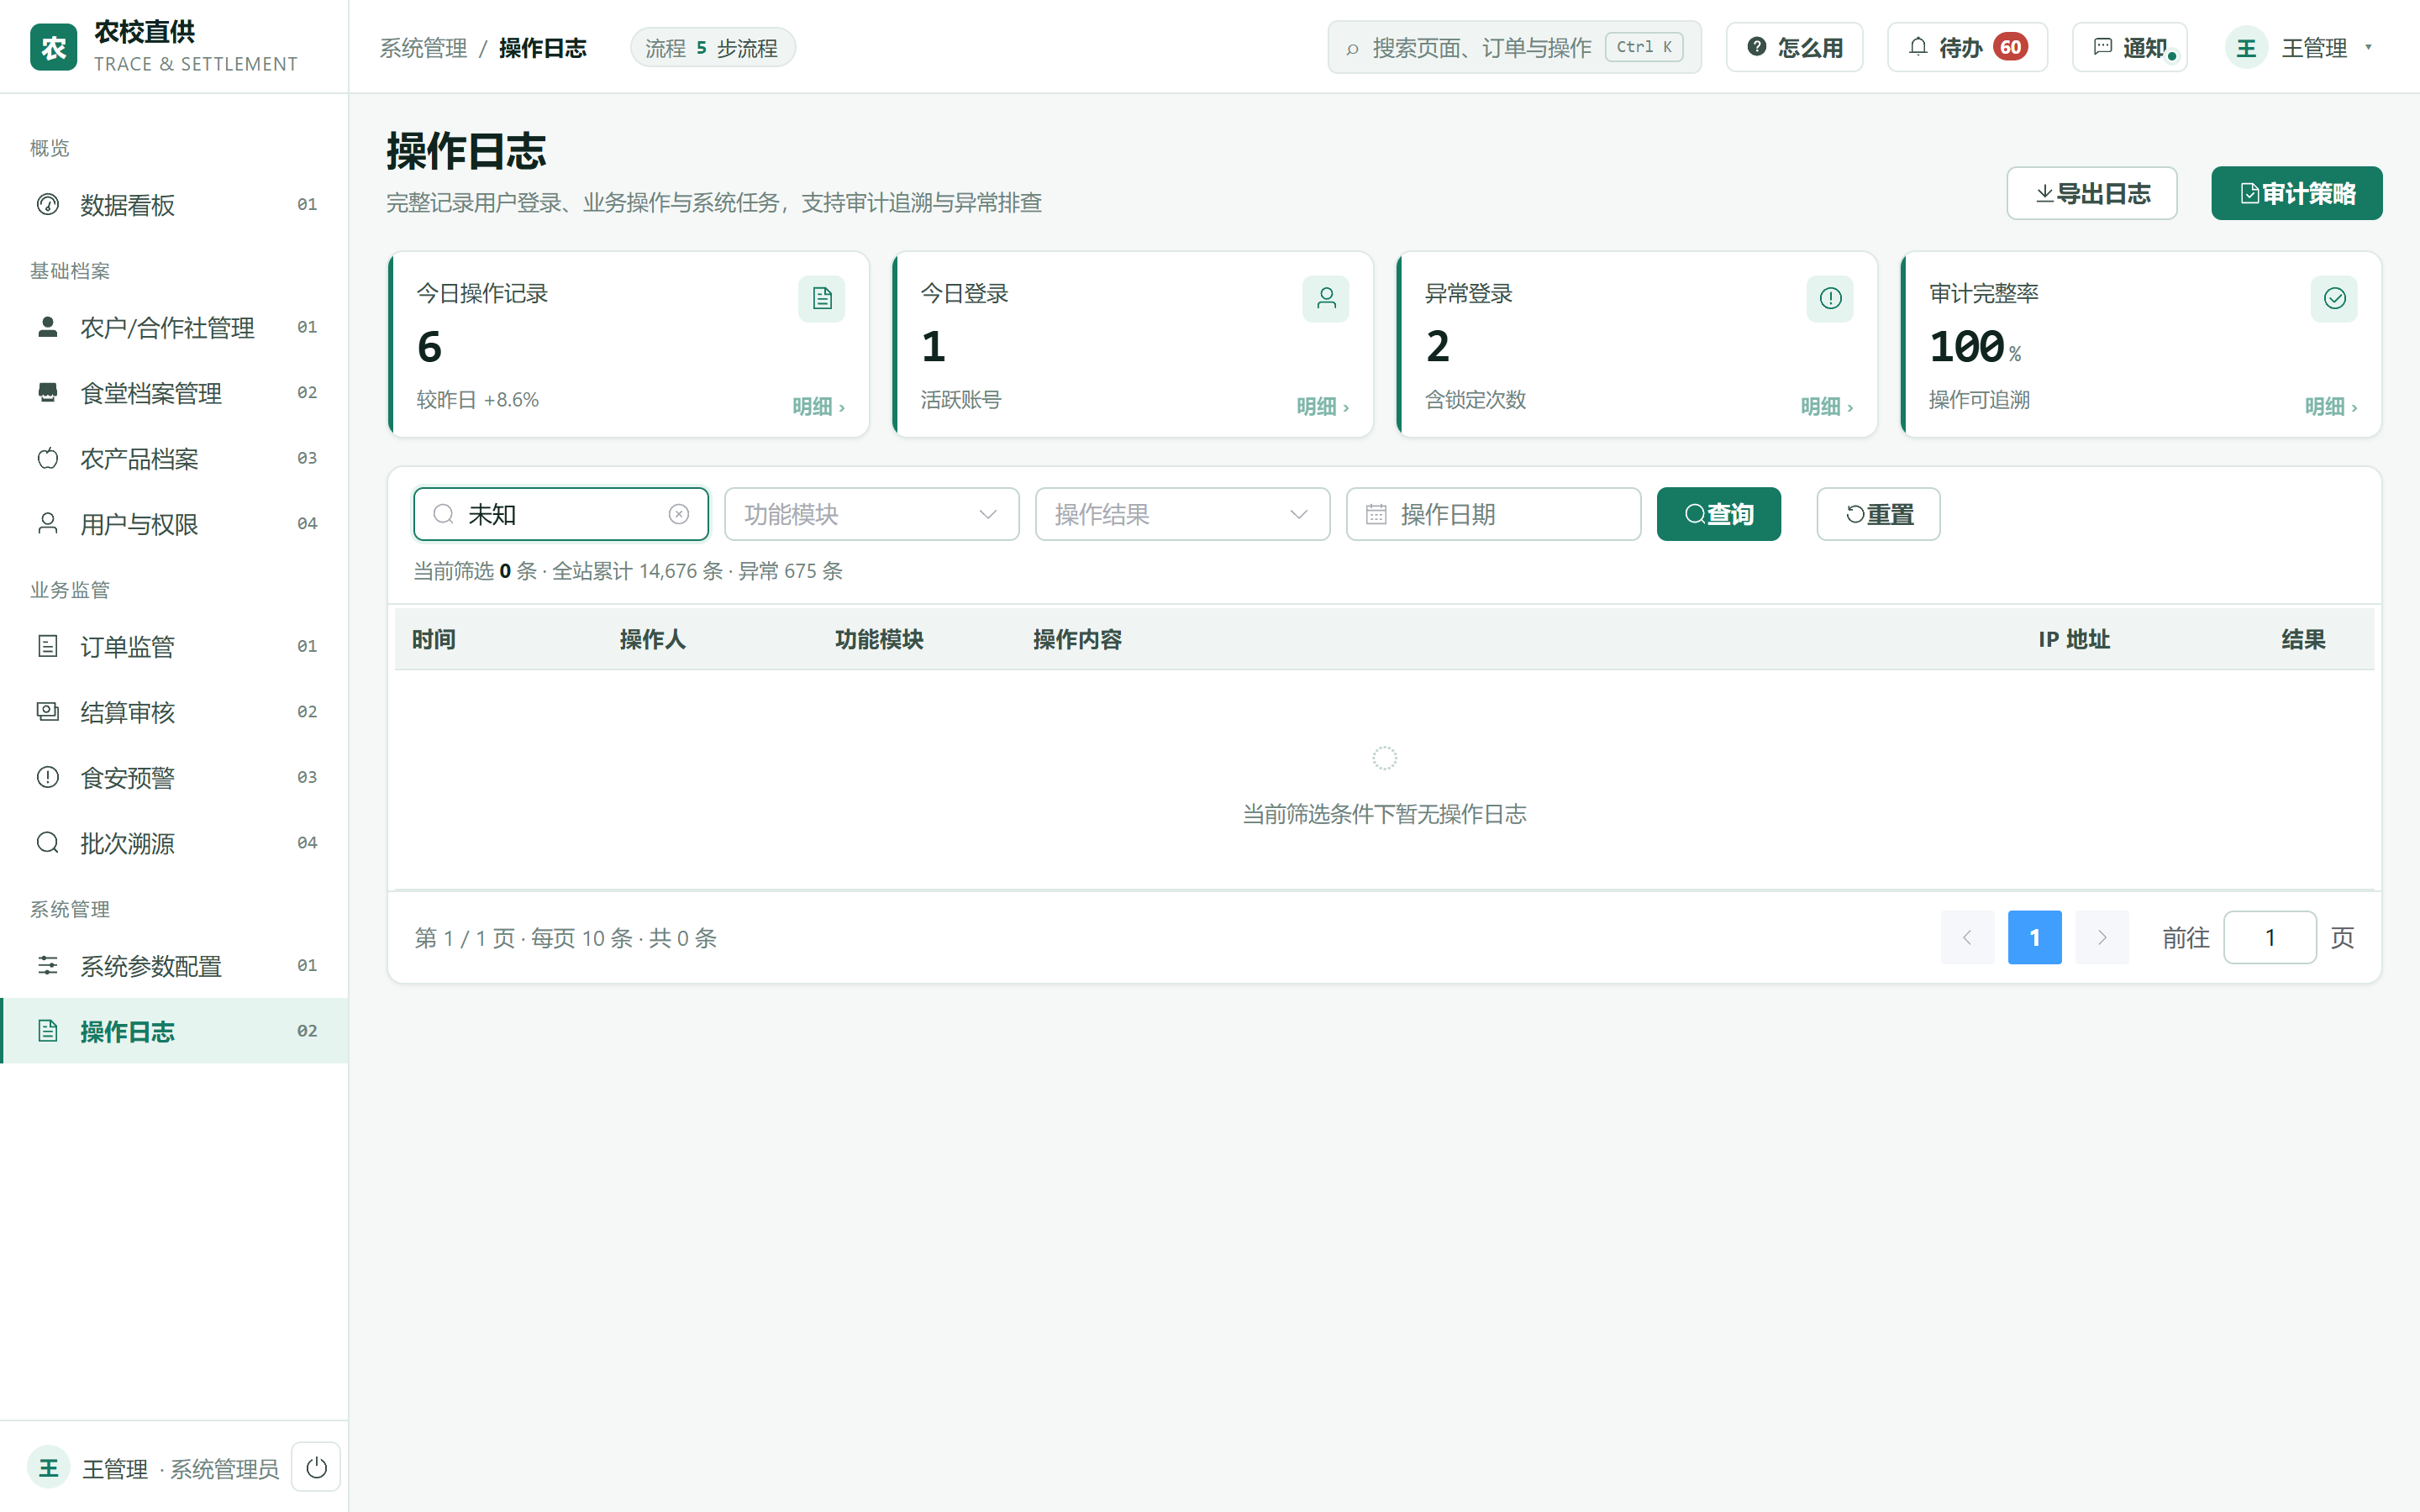 农
农校直供
TRACE & SETTLEMENT
系统管理 / 操作日志
流程 5 步流程
搜索页面、订单与操作 Ctrl K
怎么用
待办 60
通知
王 王管理
概览
数据看板 01
基础档案
农户/合作社管理 01
食堂档案管理 02
农产品档案 03
用户与权限 04
业务监管
订单监管 01
结算审核 02
食安预警 03
批次溯源 04
系统管理
系统参数配置 01
操作日志 02
王 王管理 · 系统管理员
操作日志
完整记录用户登录、业务操作与系统任务，支持审计追溯与异常排查
导出日志
审计策略
今日操作记录
6
较昨日 +8.6%
明细 ›
今日登录
1
活跃账号
明细 ›
异常登录
2
含锁定次数
明细 ›
审计完整率
100 %
操作可追溯
明细 ›
未知
功能模块
操作结果
操作日期
查询
重置
当前筛选 0 条 · 全站累计 14,676 条 · 异常 675 条
时间 操作人 功能模块 操作内容 IP 地址 结果
当前筛选条件下暂无操作日志
第 1 / 1 页 · 每页 10 条 · 共 0 条
1
前往 1 页